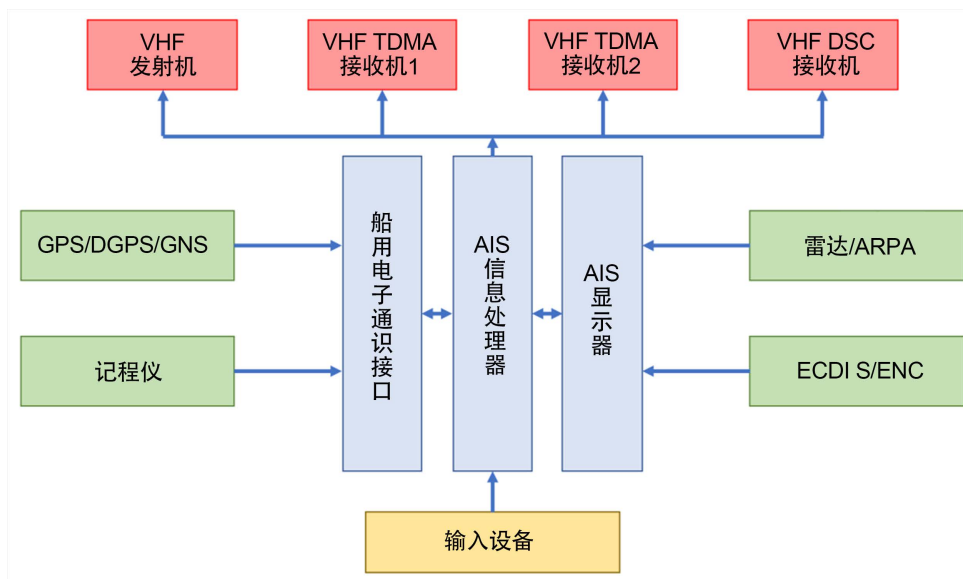 VHF
发射机
VHF TDMA
接收机1
VHF TDMA
接收机2
VHF DSC
接收机
GPS/DGPS/GNS
记程仪
船用电子通识接口
AIS
信息处理器
AIS
显示器
雷达/ARPA
ECDI S/ENC
输入设备